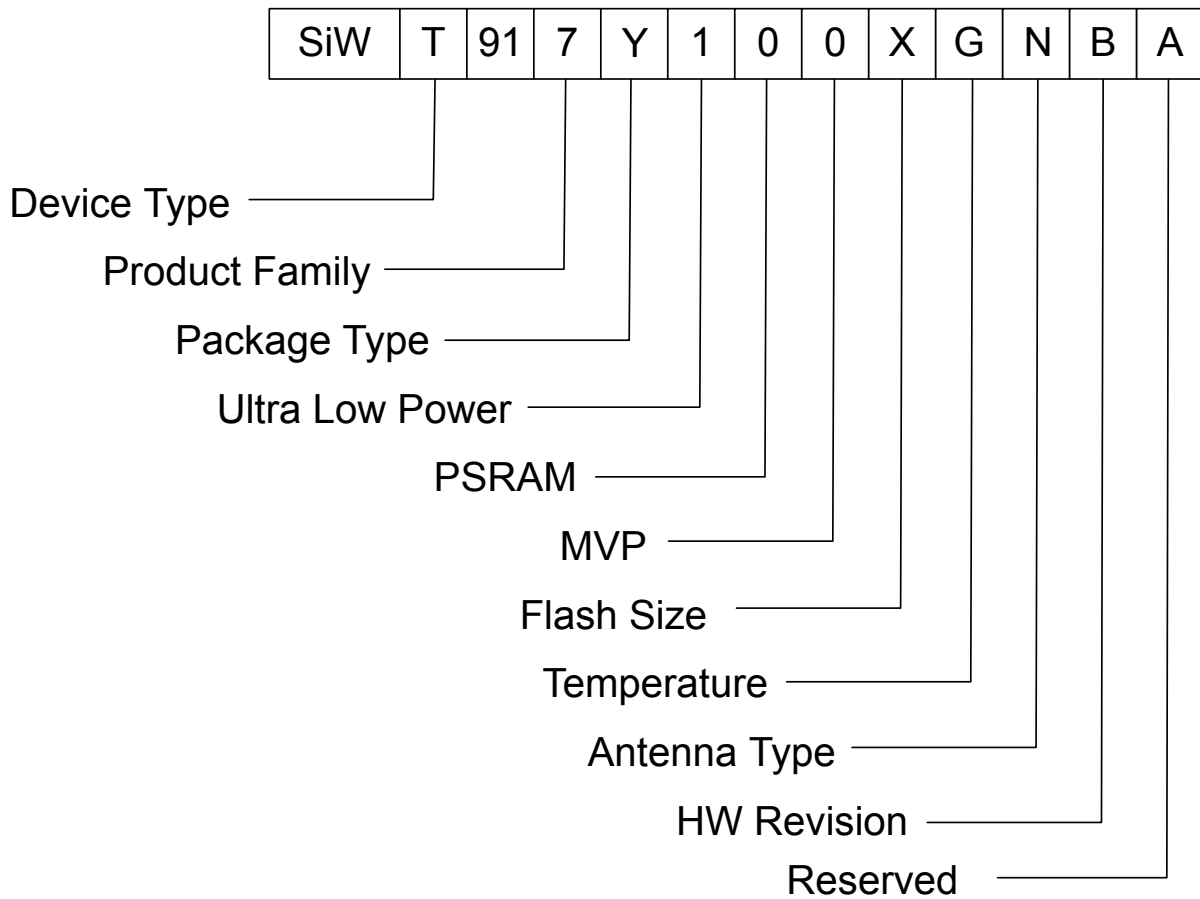 SiW T 91 7 Y 1 0 0 X G N B A
Device Type
Product Family
Package Type
Ultra Low Power
PSRAM
MVP
Flash Size
Temperature
Antenna Type
HW Revision
Reserved